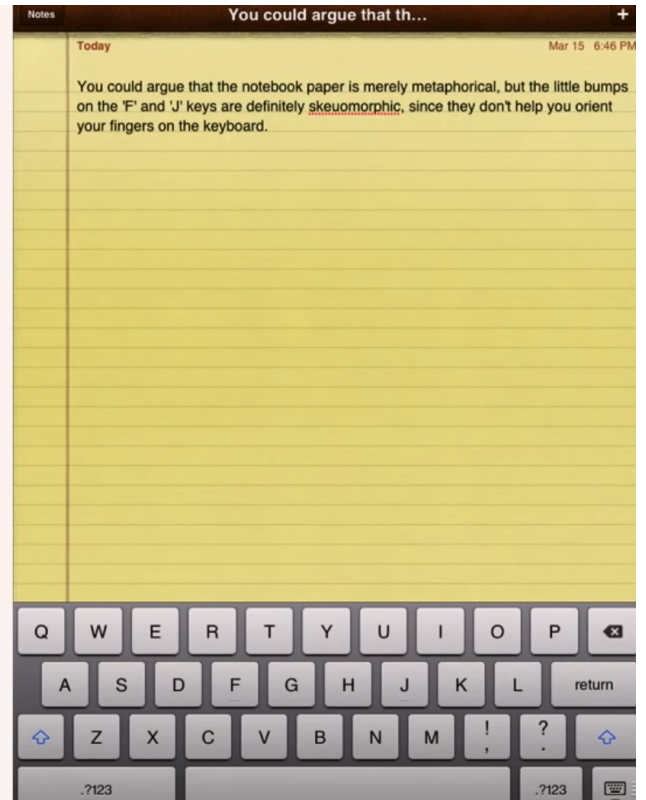 Notes You could argue that th... +
Today Mar 15 6:46 PM
You could argue that the notebook paper is merely metaphorical, but the little bumps
on the 'F' and 'J' keys are definitely skeuomorphic, since they don't help you orient
your fingers on the keyboard.
Q W E R T Y U I O P
A S D F G H J K L return
Z X C V B N M ! , ? .
.?123 .?123